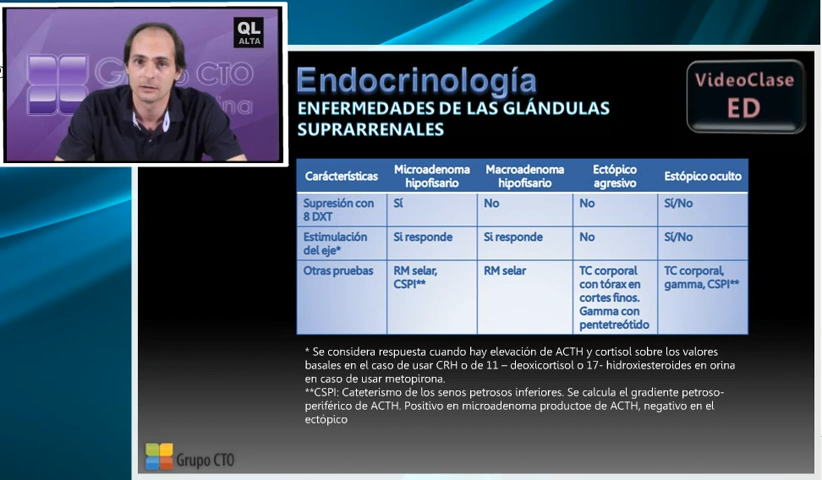 QL
ALTA
Grupo CTO
Endocrinología
ENFERMEDADES DE LAS GLÁNDULAS
SUPRARRENALES
VideoClase
ED
Carácterísticas
Microadenoma
hipofisario
Macroadenoma
hipofisario
Ectópico
agresivo
Estópico oculto
Supresión con
8 DXT
Sí
No
No
Sí/No
Estimulación
del eje*
Si responde
Si responde
No
Sí/No
Otras pruebas
RM selar,
CSPI**
RM selar
TC corporal
con tórax en
cortes finos.
Gamma con
pentetreótido
TC corporal,
gamma, CSPI**
* Se considera respuesta cuando hay elevación de ACTH y cortisol sobre los valores
basales en el caso de usar CRH o de 11 – deoxicortisol o 17- hidroxiesteroides en orina
en caso de usar metopirona.
**CSPI: Cateterismo de los senos petrosos inferiores. Se calcula el gradiente petroso-
periférico de ACTH. Positivo en microadenoma productoe de ACTH, negativo en el
ectópico
Grupo CTO